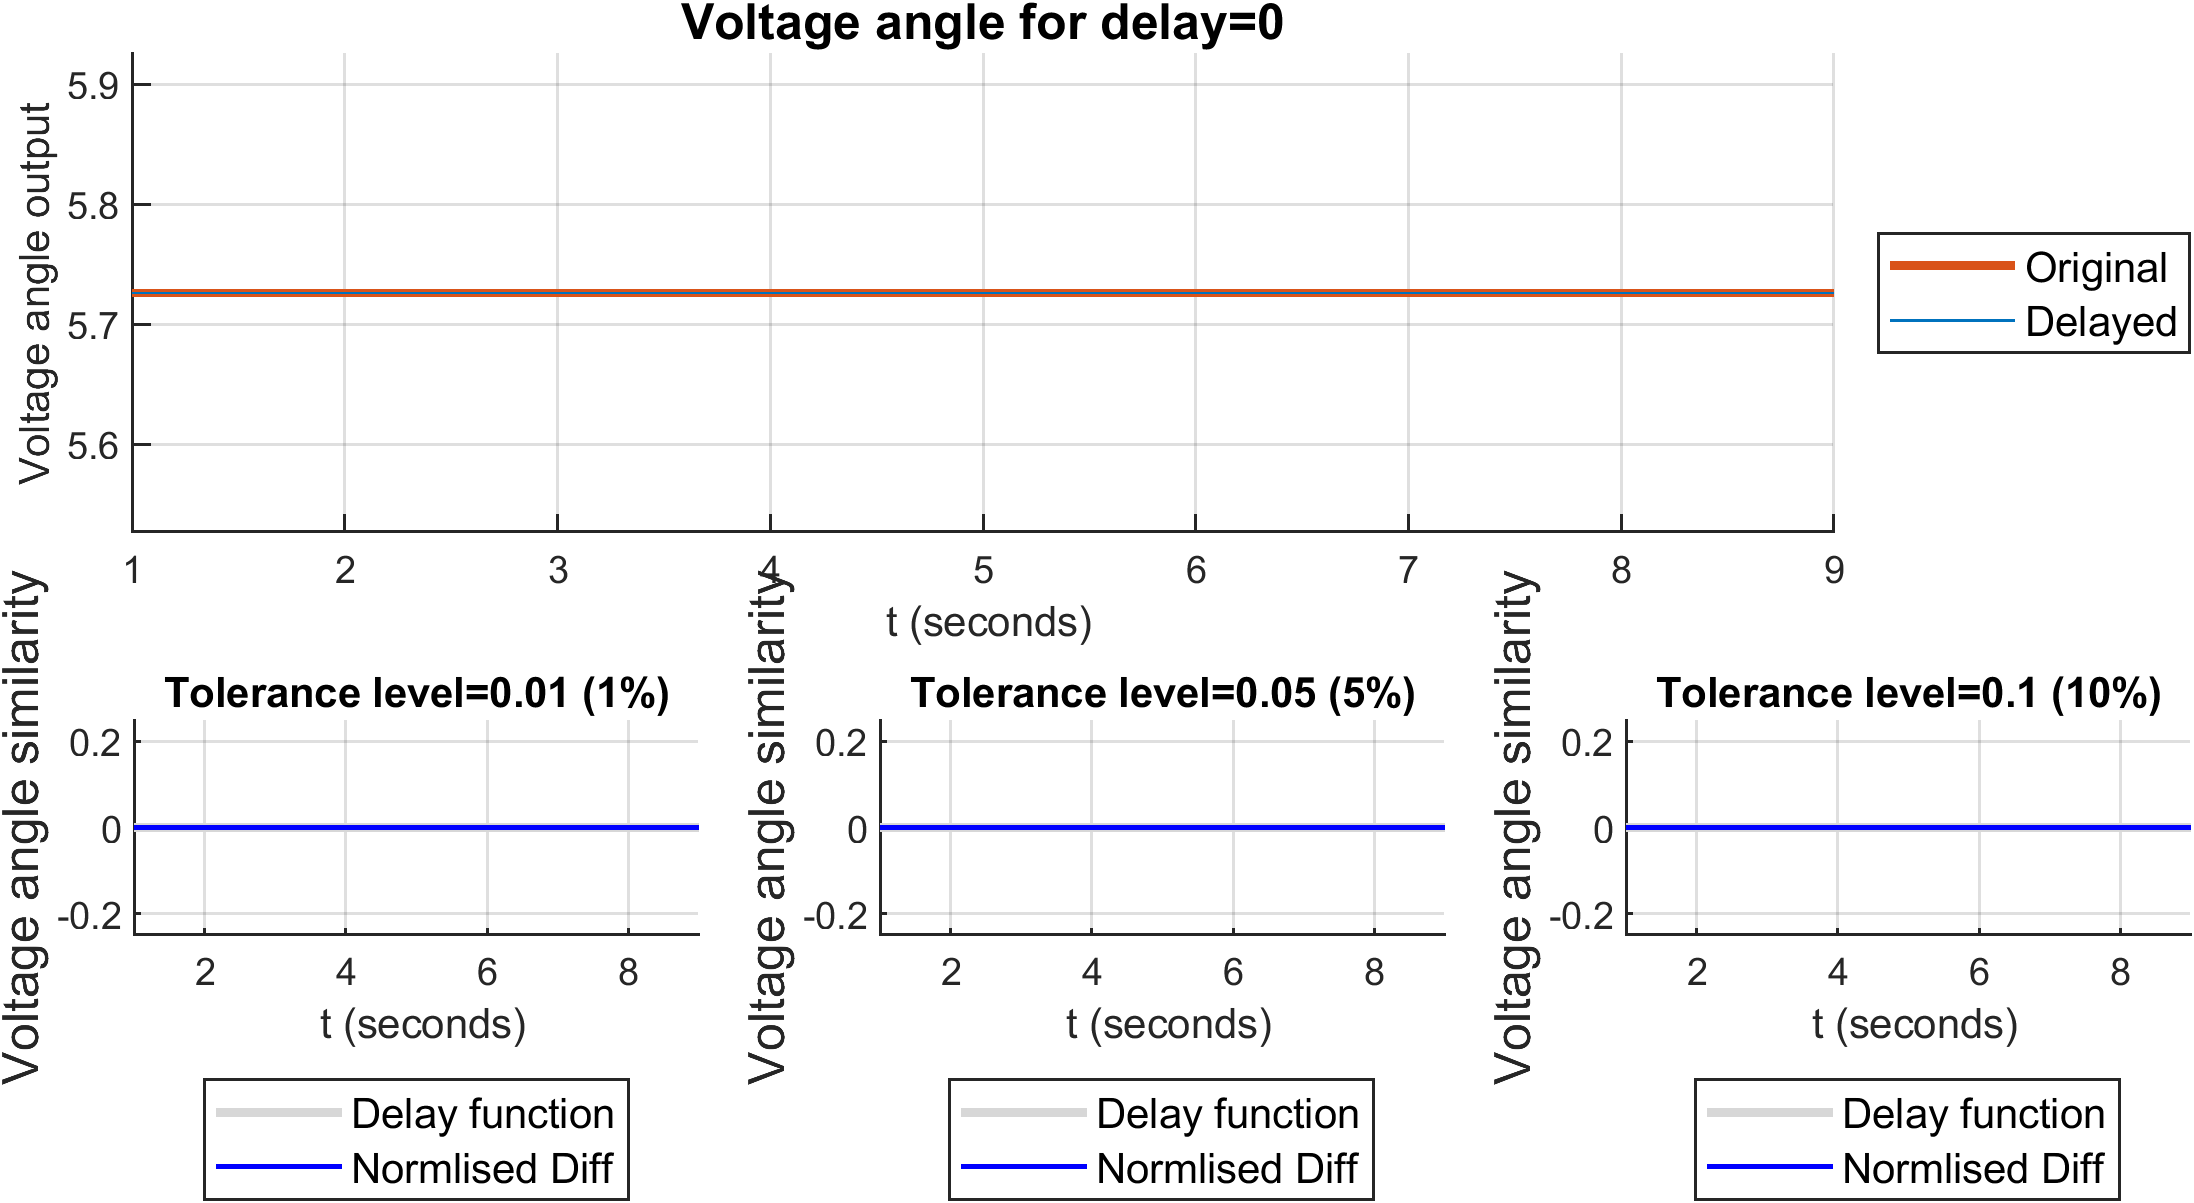 Voltage angle for delay=0
Voltage angle output
5.9
5.8
5.7
5.6
1 2 3 4 5 6 7 8 9
t (seconds)
Original
Delayed
Tolerance level=0.01 (1%)
Voltage angle similarity
0.2
0
-0.2
2 4 6 8
t (seconds)
Delay function
Normlised Diff
Tolerance level=0.05 (5%)
Voltage angle similarity
0.2
0
-0.2
2 4 6 8
t (seconds)
Delay function
Normlised Diff
Tolerance level=0.1 (10%)
Voltage angle similarity
0.2
0
-0.2
2 4 6 8
t (seconds)
Delay function
Normlised Diff